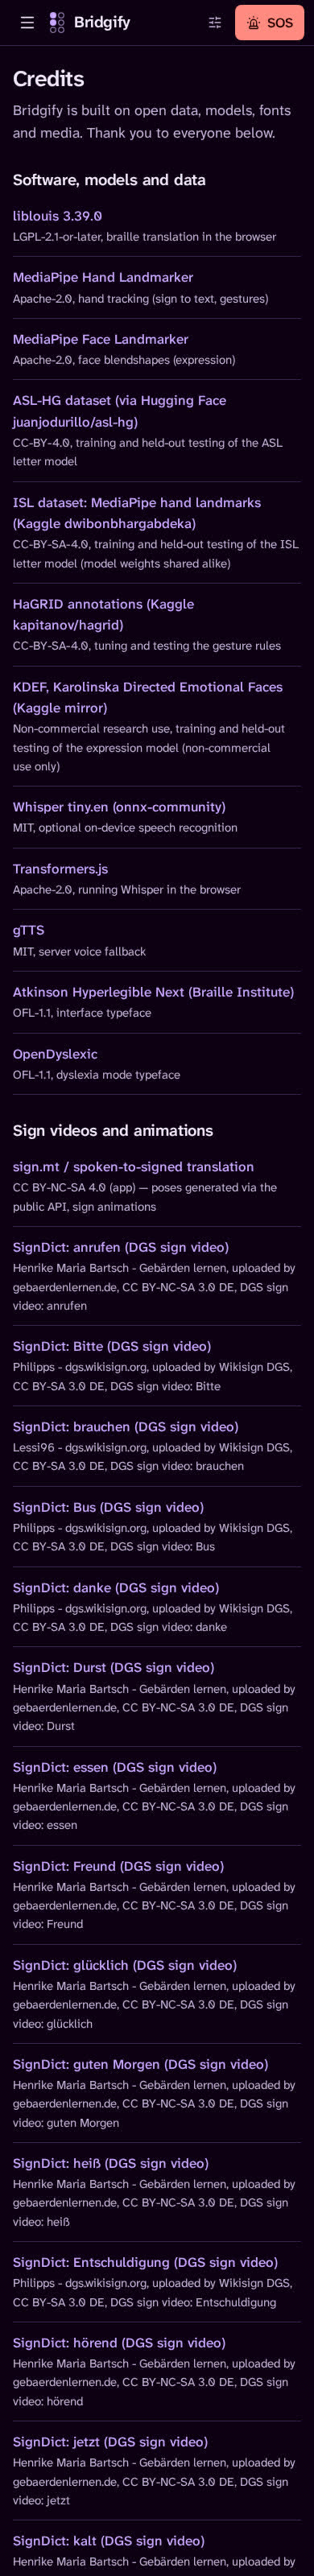 Bridgify
SOS
Credits
Bridgify is built on open data, models, fonts
and media. Thank you to everyone below.
Software, models and data
liblouis 3.39.0
LGPL-2.1-or-later, braille translation in the browser
MediaPipe Hand Landmarker
Apache-2.0, hand tracking (sign to text, gestures)
MediaPipe Face Landmarker
Apache-2.0, face blendshapes (expression)
ASL-HG dataset (via Hugging Face
juanjodurillo/asl-hg)
CC-BY-4.0, training and held-out testing of the ASL
letter model
ISL dataset: MediaPipe hand landmarks
(Kaggle dwibonbhargabdeka)
CC-BY-SA-4.0, training and held-out testing of the ISL
letter model (model weights shared alike)
HaGRID annotations (Kaggle
kapitanov/hagrid)
CC-BY-SA-4.0, tuning and testing the gesture rules
KDEF, Karolinska Directed Emotional Faces
(Kaggle mirror)
Non-commercial research use, training and held-out
testing of the expression model (non-commercial
use only)
Whisper tiny.en (onnx-community)
MIT, optional on-device speech recognition
Transformers.js
Apache-2.0, running Whisper in the browser
gTTS
MIT, server voice fallback
Atkinson Hyperlegible Next (Braille Institute)
OFL-1.1, interface typeface
OpenDyslexic
OFL-1.1, dyslexia mode typeface
Sign videos and animations
sign.mt / spoken-to-signed translation
CC BY-NC-SA 4.0 (app) — poses generated via the
public API, sign animations
SignDict: anrufen (DGS sign video)
Henrike Maria Bartsch - Gebärden lernen, uploaded by
gebaerdenlernen.de, CC BY-NC-SA 3.0 DE, DGS sign
video: anrufen
SignDict: Bitte (DGS sign video)
Philipps - dgs.wikisign.org, uploaded by Wikisign DGS,
CC BY-SA 3.0 DE, DGS sign video: Bitte
SignDict: brauchen (DGS sign video)
Lessi96 - dgs.wikisign.org, uploaded by Wikisign DGS,
CC BY-SA 3.0 DE, DGS sign video: brauchen
SignDict: Bus (DGS sign video)
Philipps - dgs.wikisign.org, uploaded by Wikisign DGS,
CC BY-SA 3.0 DE, DGS sign video: Bus
SignDict: danke (DGS sign video)
Philipps - dgs.wikisign.org, uploaded by Wikisign DGS,
CC BY-SA 3.0 DE, DGS sign video: danke
SignDict: Durst (DGS sign video)
Henrike Maria Bartsch - Gebärden lernen, uploaded by
gebaerdenlernen.de, CC BY-NC-SA 3.0 DE, DGS sign
video: Durst
SignDict: essen (DGS sign video)
Henrike Maria Bartsch - Gebärden lernen, uploaded by
gebaerdenlernen.de, CC BY-NC-SA 3.0 DE, DGS sign
video: essen
SignDict: Freund (DGS sign video)
Henrike Maria Bartsch - Gebärden lernen, uploaded by
gebaerdenlernen.de, CC BY-NC-SA 3.0 DE, DGS sign
video: Freund
SignDict: glücklich (DGS sign video)
Henrike Maria Bartsch - Gebärden lernen, uploaded by
gebaerdenlernen.de, CC BY-NC-SA 3.0 DE, DGS sign
video: glücklich
SignDict: guten Morgen (DGS sign video)
Henrike Maria Bartsch - Gebärden lernen, uploaded by
gebaerdenlernen.de, CC BY-NC-SA 3.0 DE, DGS sign
video: guten Morgen
SignDict: heiß (DGS sign video)
Henrike Maria Bartsch - Gebärden lernen, uploaded by
gebaerdenlernen.de, CC BY-NC-SA 3.0 DE, DGS sign
video: heiß
SignDict: Entschuldigung (DGS sign video)
Philipps - dgs.wikisign.org, uploaded by Wikisign DGS,
CC BY-SA 3.0 DE, DGS sign video: Entschuldigung
SignDict: hörend (DGS sign video)
Henrike Maria Bartsch - Gebärden lernen, uploaded by
gebaerdenlernen.de, CC BY-NC-SA 3.0 DE, DGS sign
video: hörend
SignDict: jetzt (DGS sign video)
Henrike Maria Bartsch - Gebärden lernen, uploaded by
gebaerdenlernen.de, CC BY-NC-SA 3.0 DE, DGS sign
video: jetzt
SignDict: kalt (DGS sign video)
Henrike Maria Bartsch - Gebärden lernen, uploaded by